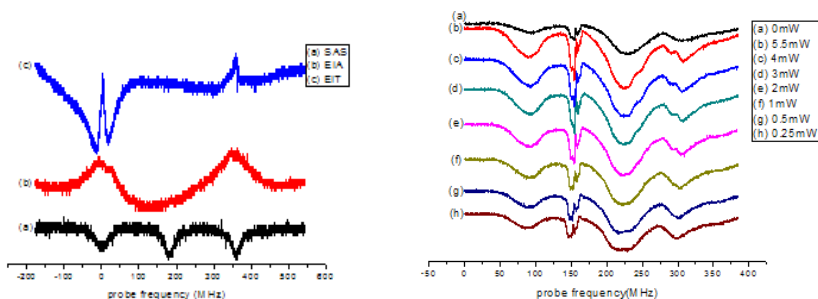 (c)
(b)
(a)
(a) SAS
(b) EIA
(c) EIT
-200 -100 0 100 200 300 400 500 600
probe frequency (MHz)
(a)
(b)
(c)
(d)
(e)
(f)
(g)
(h)
(a) 0mW
(b) 5.5mW
(c) 4mW
(d) 3mW
(e) 2mW
(f) 1mW
(g) 0.5mW
(h) 0.25mW
-50 0 50 100 150 200 250 300 350 400
probe frequency(MHz)